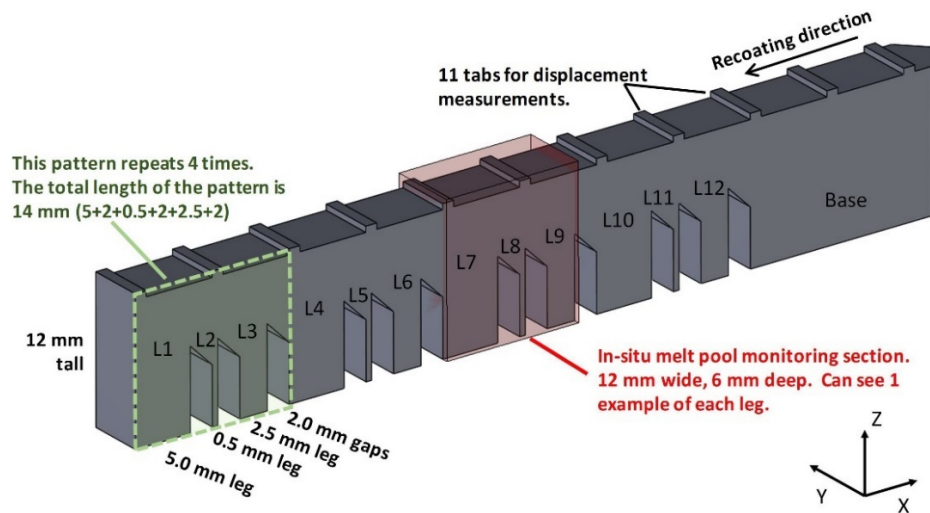 Recoating direction
11 tabs for displacement
measurements.
This pattern repeats 4 times.
The total length of the pattern is
14 mm (5+2+0.5+2+2.5+2)
12 mm
tall
L1
L2
L3
L4
L5
L6
L7
L8
L9
L10
L11
L12
Base
2.0 mm gaps
2.5 mm leg
0.5 mm leg
5.0 mm leg
In-situ melt pool monitoring section.
12 mm wide, 6 mm deep.  Can see 1
example of each leg.
Z
Y
X